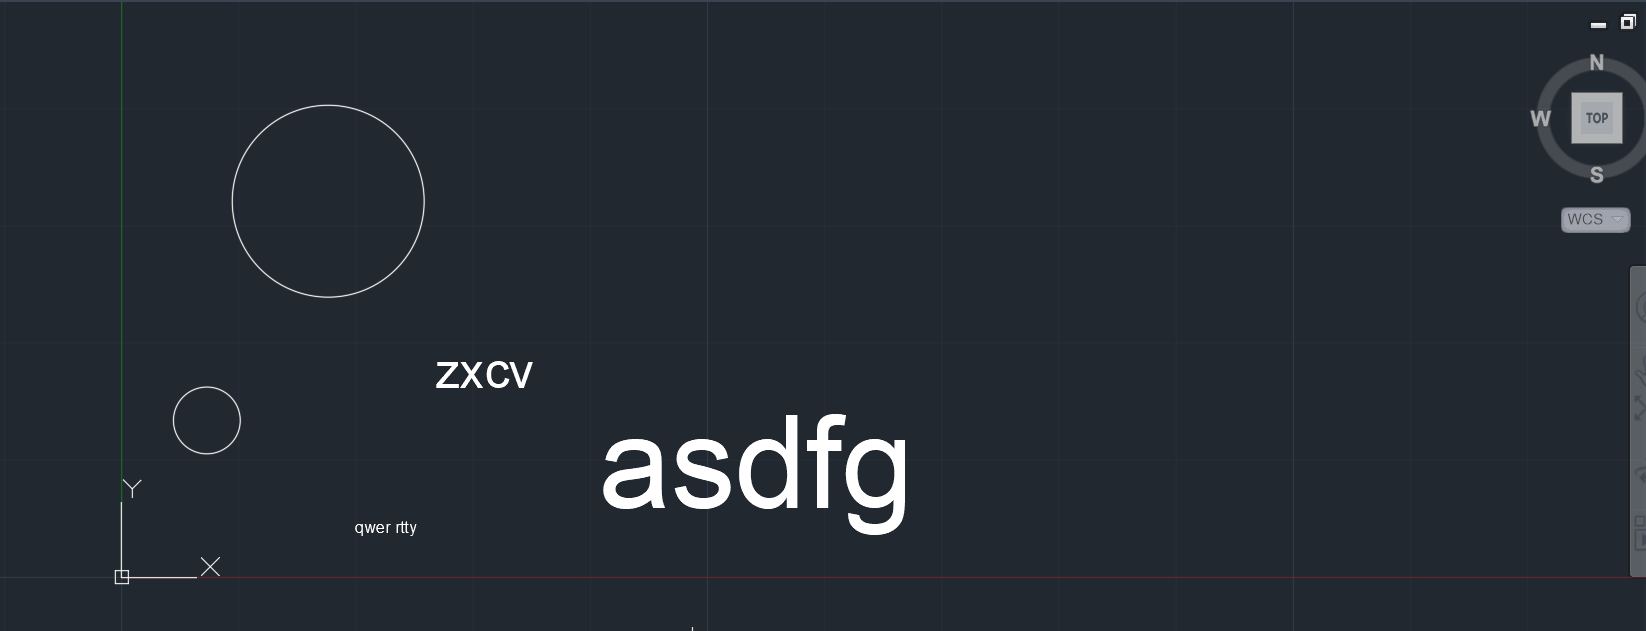 N
W
TOP
S
WCS
zxcv
asdfg
Y
qwer rtty
X